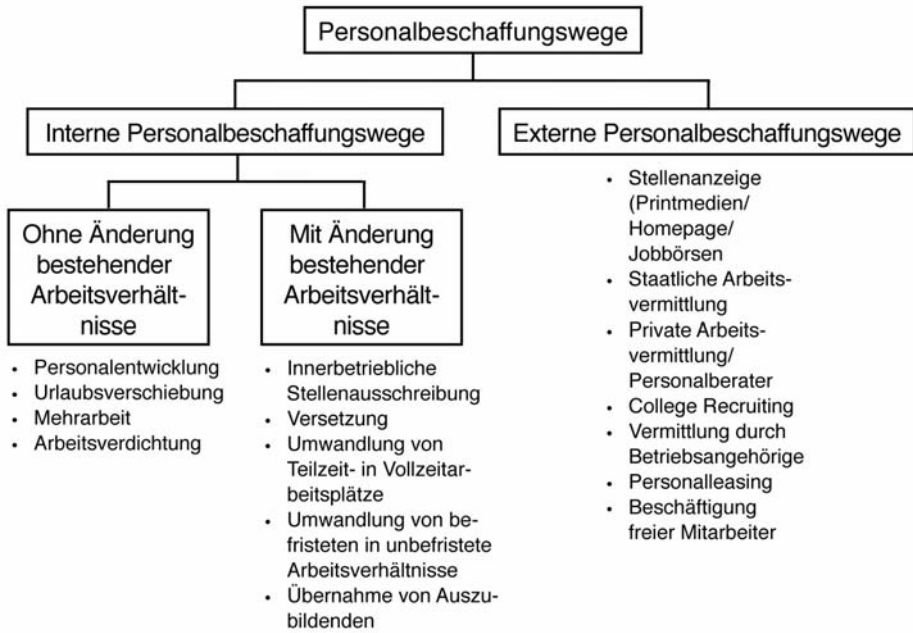 Personalbeschaffungswege
Interne Personalbeschaffungswege
Ohne Änderung
bestehender
Arbeitsverhält-
nisse
• Personalentwicklung
• Urlaubsverschiebung
• Mehrarbeit
• Arbeitsverdichtung
Mit Änderung
bestehender
Arbeitsverhält-
nisse
• Innerbetriebliche
Stellenausschreibung
• Versetzung
• Umwandlung von
Teilzeit- in Vollzeitar-
beitsplätze
• Umwandlung von be-
fristeten in unbefristete
Arbeitsverhältnisse
• Übernahme von Auszu-
bildenden
Externe Personalbeschaffungswege
• Stellenanzeige
(Printmedien/
Homepage/
Jobbörsen
• Staatliche Arbeits-
vermittlung
• Private Arbeits-
vermittlung/
Personalberater
• College Recruiting
• Vermittlung durch
Betriebsangehörige
• Personalleasing
• Beschäftigung
freier Mitarbeiter